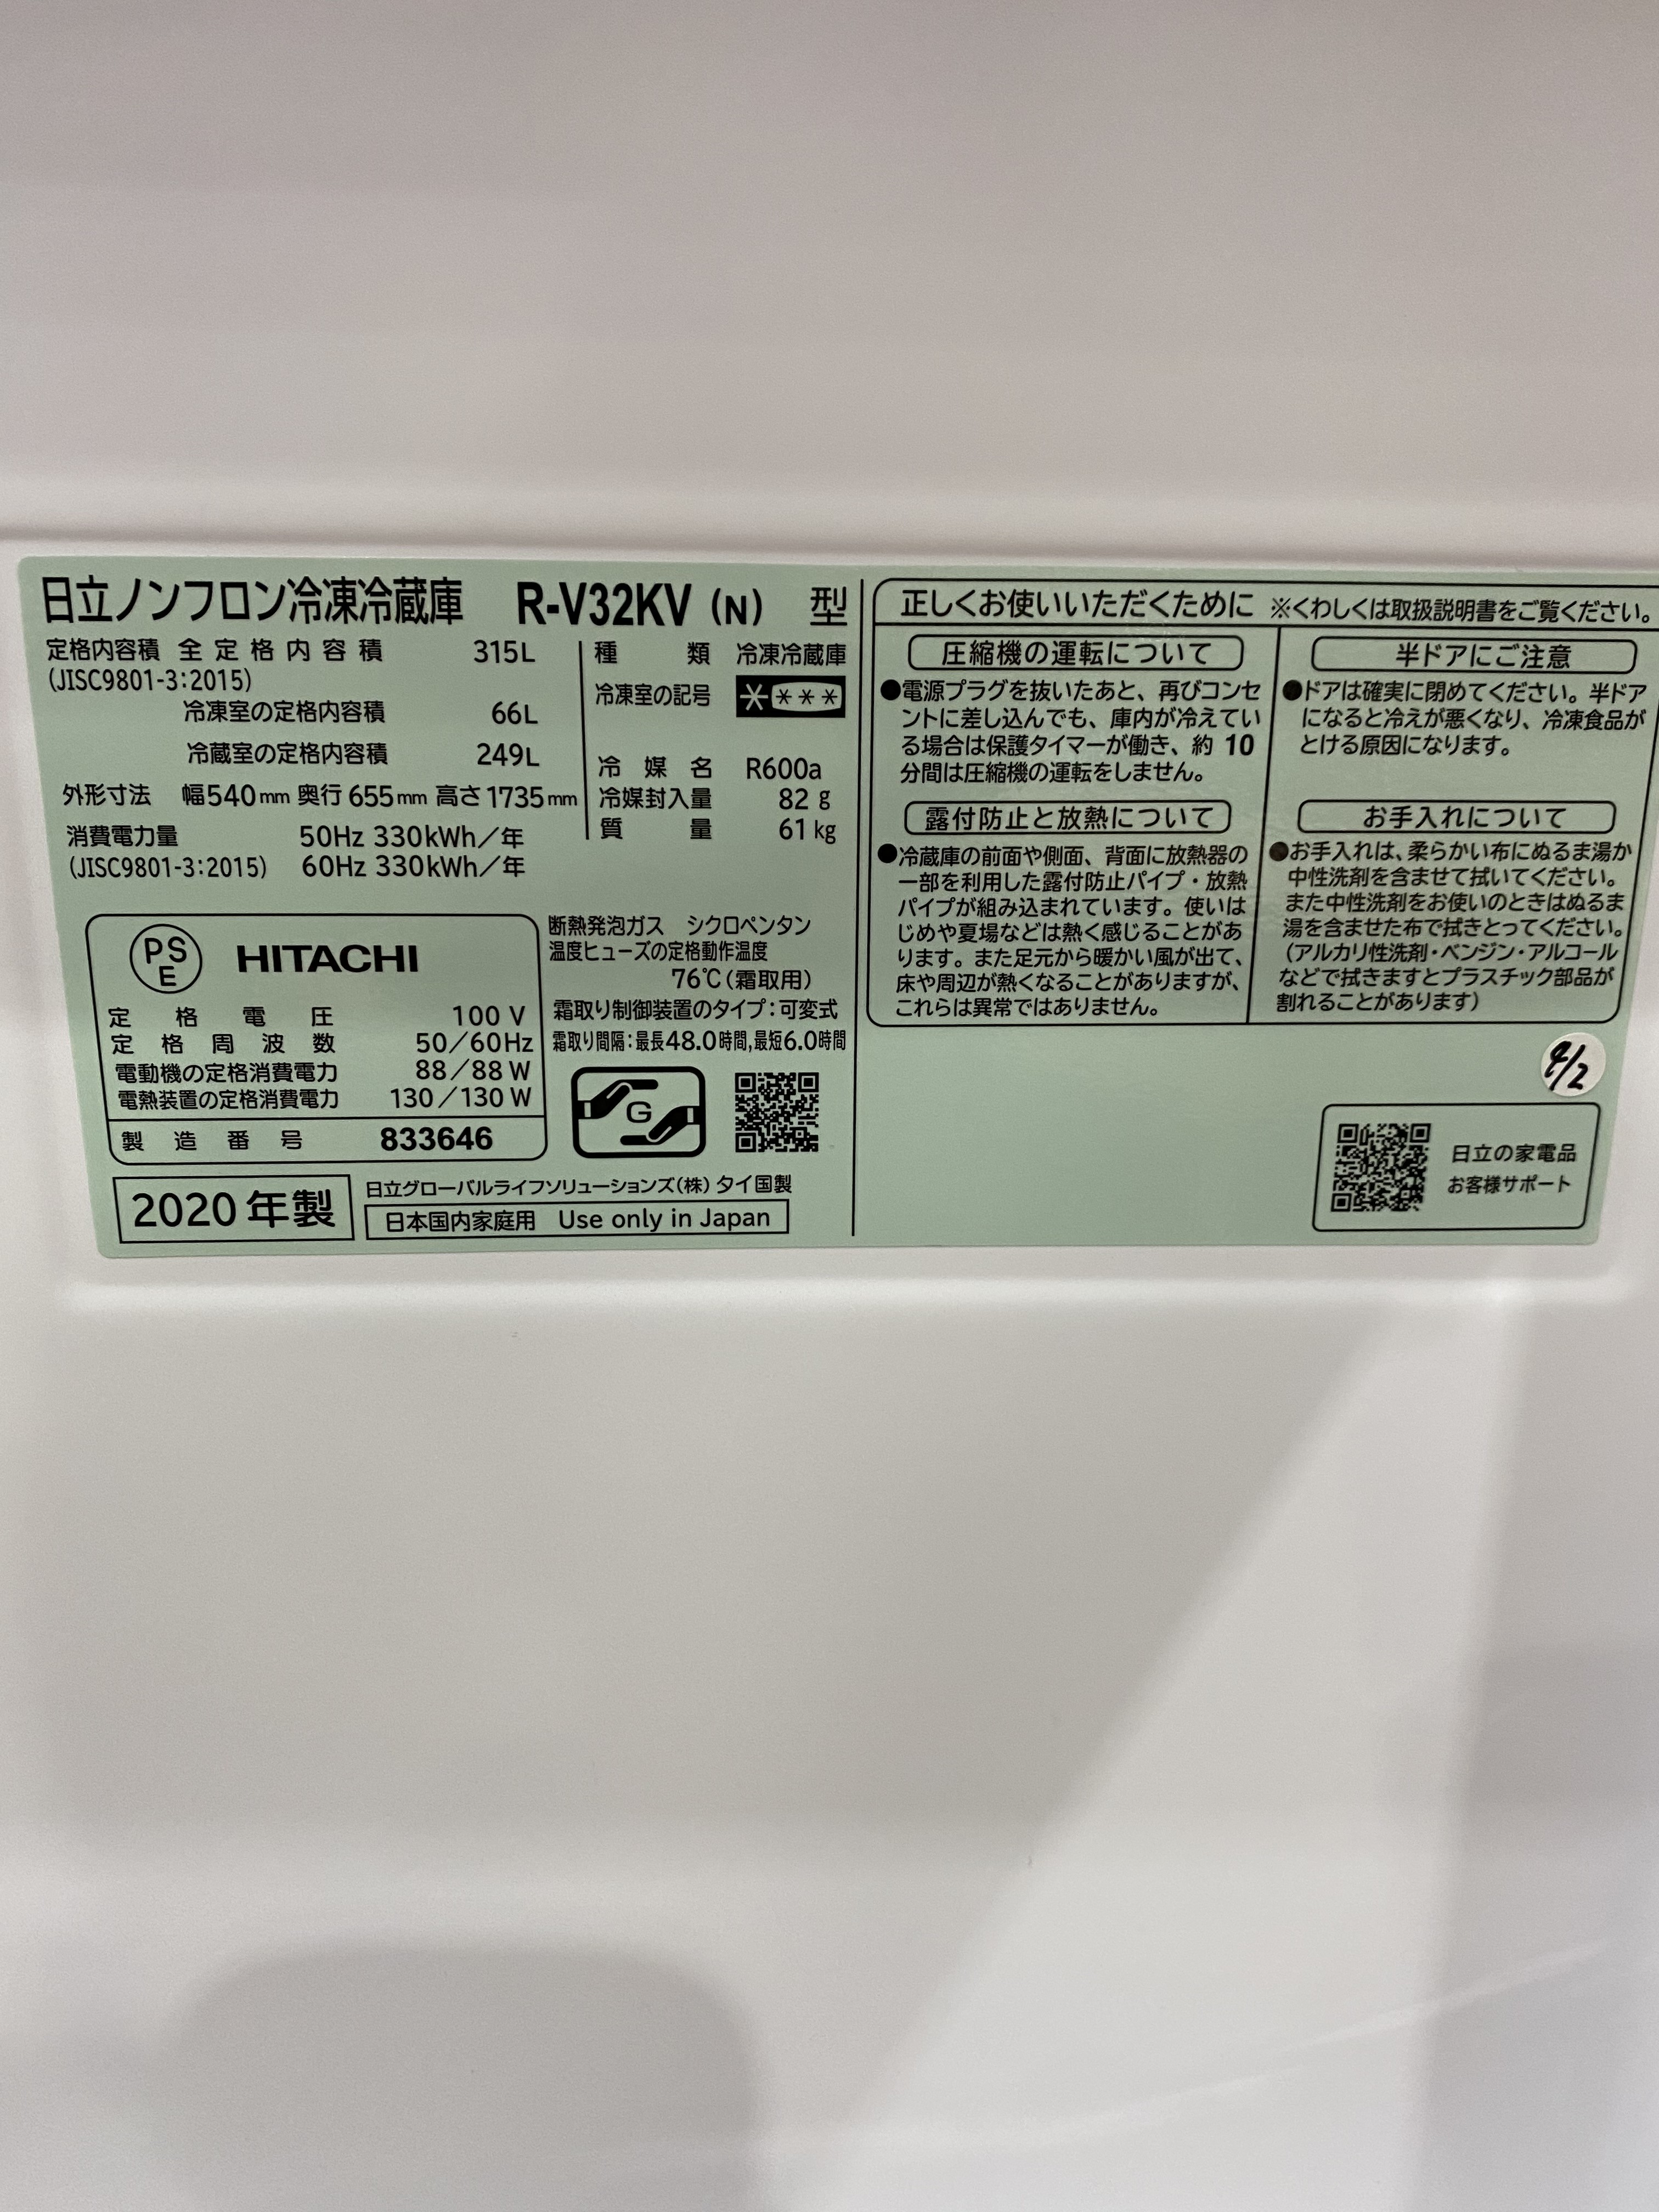 日立ノンフロン冷凍冷蔵庫 R-V32KV (N) 型
定格内容積 全定格内容積 315L
(JISC9801-3:2015)
冷凍室の定格内容積 66L
冷蔵室の定格内容積 249L
外形寸法 幅540mm 奥行655mm 高さ1735mm
消費電力量 50Hz 330kWh/年
(JISC9801-3:2015) 60Hz 330kWh/年
種類 冷凍冷蔵庫
冷凍室の記号 ****
冷媒名 R600a
冷媒封入量 82g
質量 61kg
PSE HITACHI
定格電圧 100V
定格周波数 50/60Hz
電動機の定格消費電力 88/88W
電熱装置の定格消費電力 130/130W
製造番号 833646
断熱発泡ガス シクロペンタン
温度ヒューズの定格動作温度
76℃(霜取用)
霜取り制御装置のタイプ:可変式
霜取り間隔:最長48.0時間,最短6.0時間
G
2020年製
日立グローバルライフソリューションズ(株) タイ国製
日本国内家庭用 Use only in Japan
正しくお使いいただくために ※くわしくは取扱説明書をご覧ください。
圧縮機の運転について
●電源プラグを抜いたあと、再びコンセ
ントに差し込んでも、庫内が冷えてい
る場合は保護タイマーが働き、約10
分間は圧縮機の運転をしません。
露付防止と放熱について
●冷蔵庫の前面や側面、背面に放熱器の
一部を利用した露付防止パイプ・放熱
パイプが組み込まれています。使いは
じめや夏場などは熱く感じることがあ
ります。また足元から暖かい風が出て、
床や周辺が熱くなることがありますが、
これらは異常ではありません。
半ドアにご注意
●ドアは確実に閉めてください。半ドア
になると冷えが悪くなり、冷凍食品が
とける原因になります。
お手入れについて
●お手入れは、柔らかい布にぬるま湯か
中性洗剤を含ませて拭いてください。
また中性洗剤をお使いのときはぬるま
湯を含ませた布で拭きとってください。
(アルカリ性洗剤・ベンジン・アルコール
などで拭きますとプラスチック部品が
割れることがあります)
日立の家電品
お客様サポート